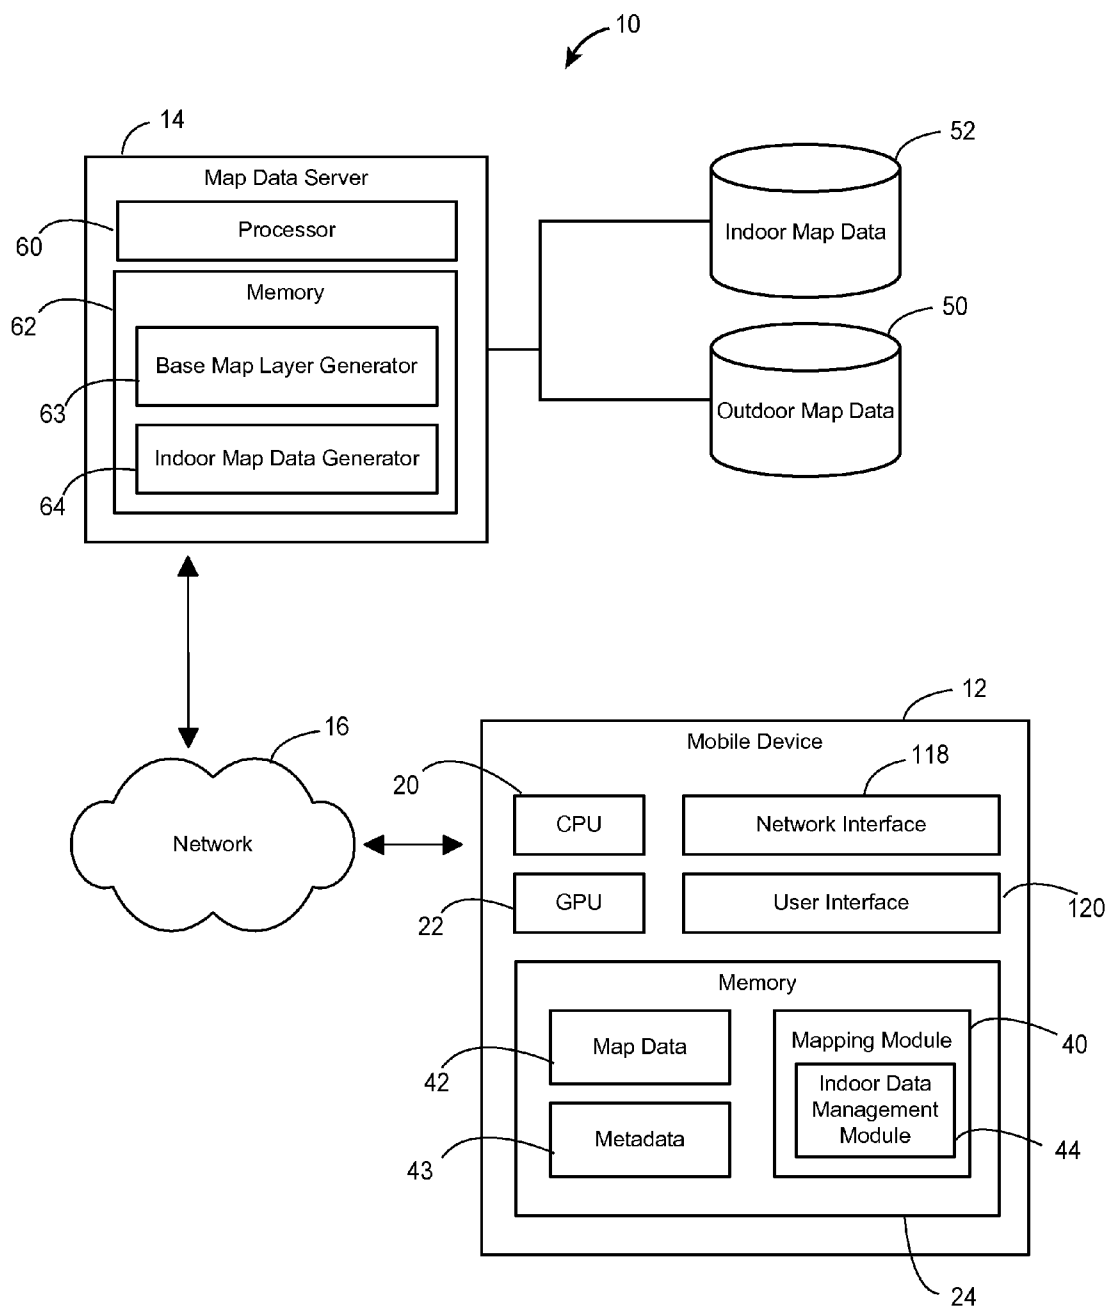 10
14
Map Data Server
Processor
60
Memory
62
Base Map Layer Generator
63
Indoor Map Data Generator
64
52
Indoor Map Data
50
Outdoor Map Data
16
Network
12
Mobile Device
20
CPU
118
Network Interface
22
GPU
User Interface
120
Memory
Map Data
42
Metadata
43
Mapping Module
40
Indoor Data
Management
Module
44
24